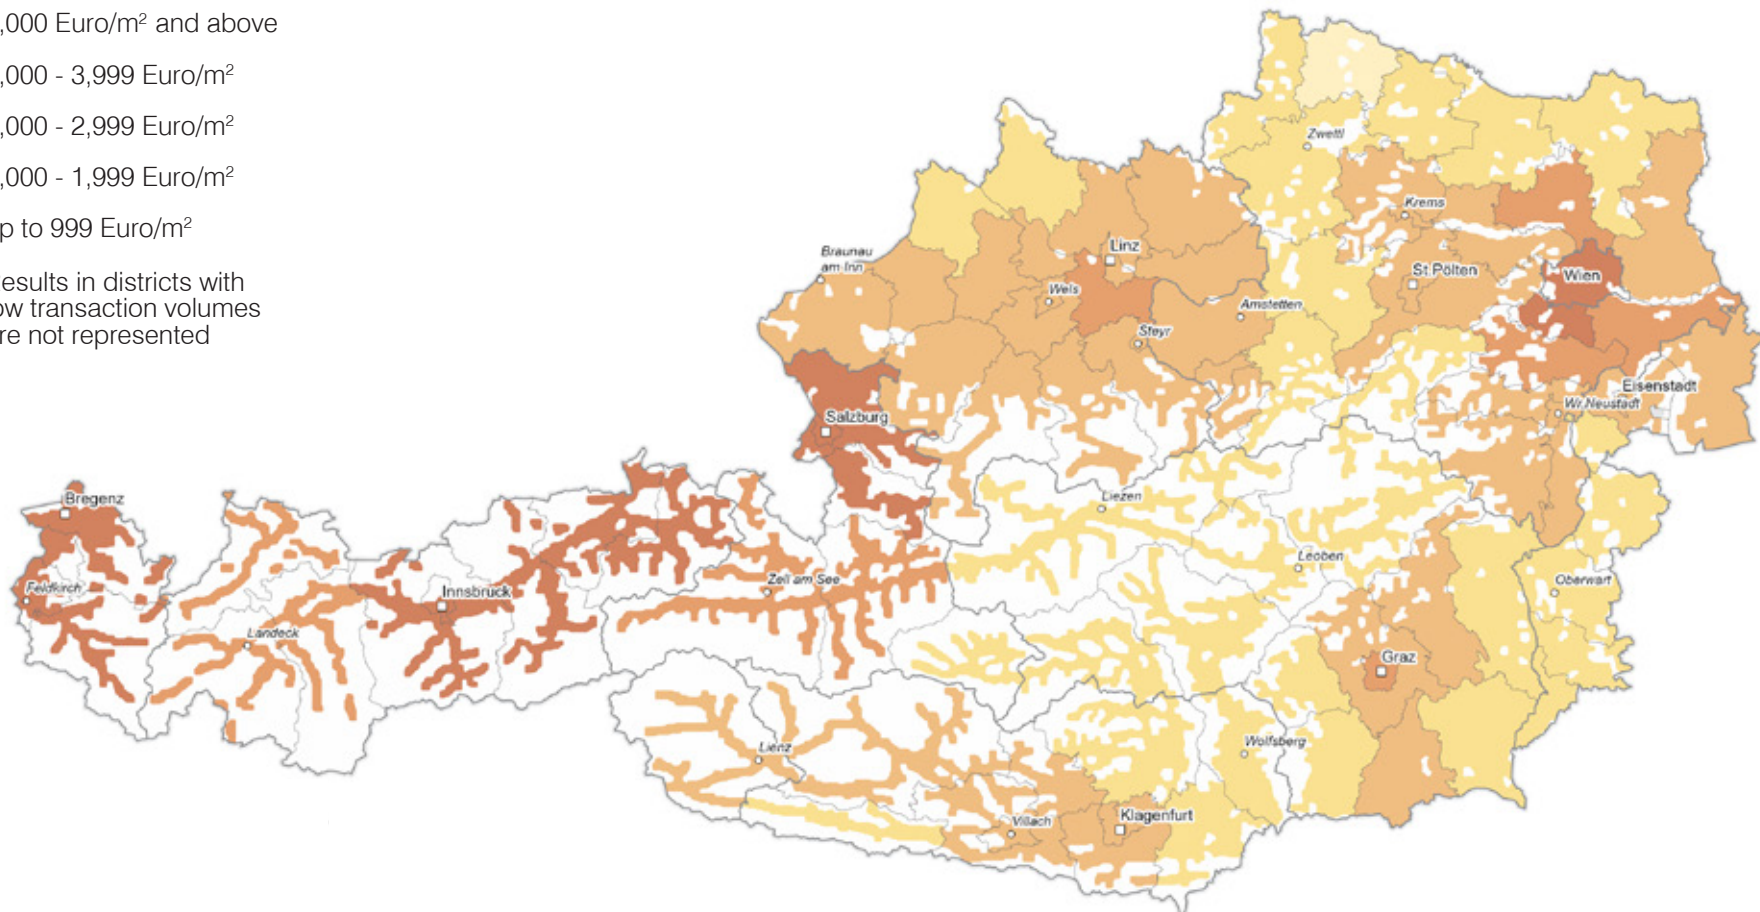 ,000 Euro/m² and above
,000 - 3,999 Euro/m²
,000 - 2,999 Euro/m²
,000 - 1,999 Euro/m²
p to 999 Euro/m²
esults in districts with
ow transaction volumes
re not represented
Zwettl
Krems
Linz
Braunau
am Inn
St.Pölten
Wien
Wels
Amstetten
Steyr
Eisenstadt
Wr.Neustadt
Salzburg
Bregenz
Liezen
Leoben
Feldkirch
Innsbruck
Zell am See
Oberwart
Landeck
Graz
Lienz
Wolfsberg
Villach
Klagenfurt